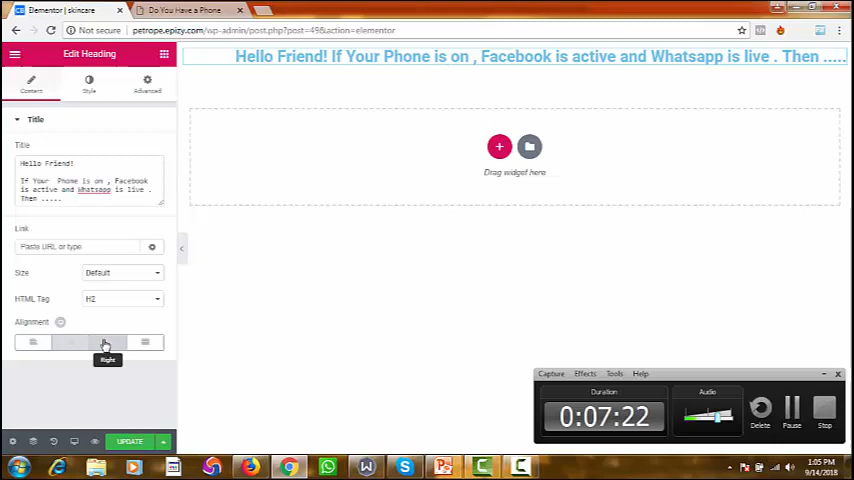 Elementor | skincare
Do You Have a Phone
Not secure
petrope.epizy.com/wp-admin/post.php?post=49&action=elementor
Edit Heading
Hello Friend! If Your Phone is on , Facebook is active and Whatsapp is live . Then .....
Content
Style
Advanced
Title
Title
Hello Friend!
If Your Phone is on , Facebook
is active and Whatsapp is live .
Then .....
Drag widget here
Link
Paste URL or type
Size
Default
HTML Tag
H2
Alignment
Right
Capture
Effects
Tools
Help
Duration
0:07:22
Audio
Delete
Pause
Stop
UPDATE
1:05 PM
9/14/2018